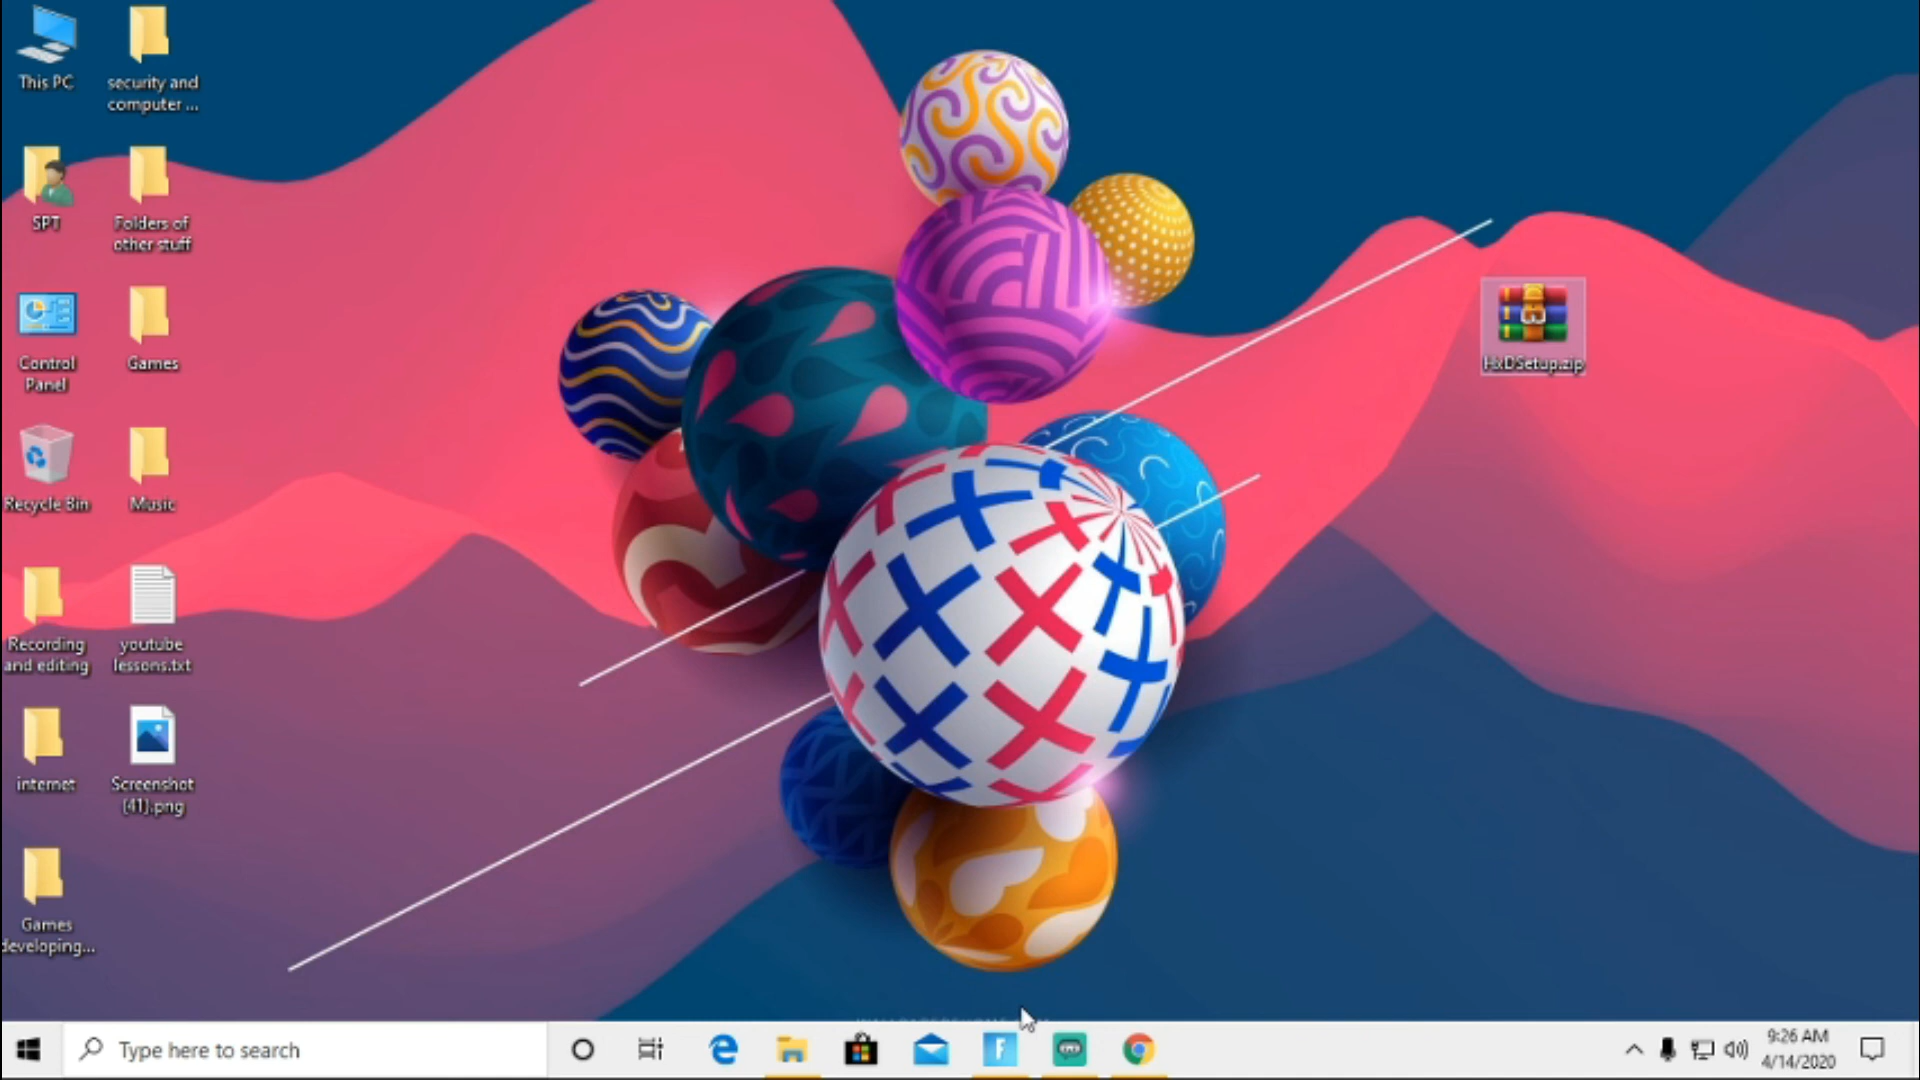 This PC
security and
computer ...
SPT
Folders of
other stuff
Control
Panel
Games
HxDSetup.zip
Recycle Bin
Music
Recording
and editing
youtube
lessons.txt
internet
Screenshot
(41).png
Games
developing...
Type here to search
9:26 AM
4/14/2020